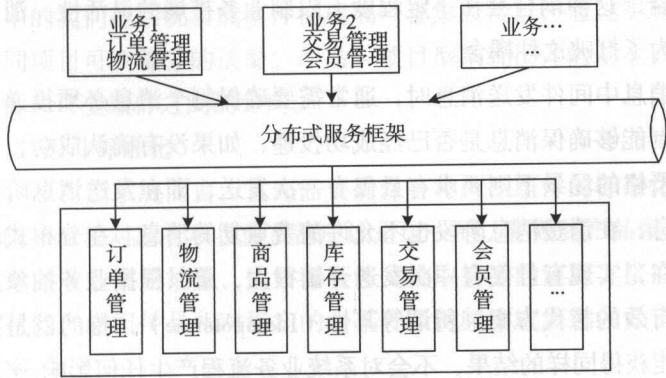 业务1
订单管理
物流管理
业务2
交易管理
会员管理
业务…
分布式服务框架
订单管理
物流管理
商品管理
库存管理
交易管理
会员管理
…